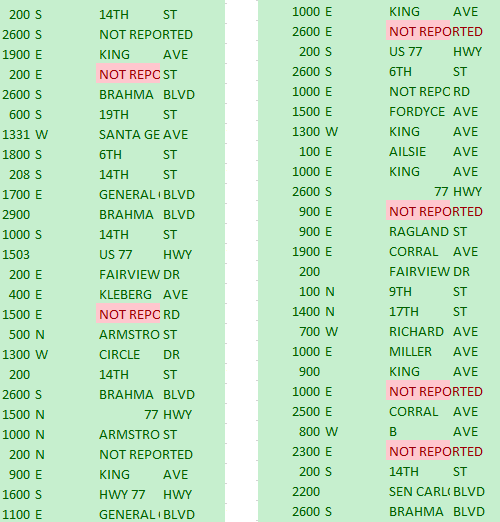 200 S 14TH ST
2600 S NOT REPORTED
1900 E KING AVE
200 E NOT REPO ST
2600 S BRAHMA BLVD
600 S 19TH ST
1331 W SANTA GE AVE
1800 S 6TH ST
208 S 14TH ST
1700 E GENERAL BLVD
2900 BRAHMA BLVD
1000 S 14TH ST
1503 US 77 HWY
200 E FAIRVIEW DR
400 E KLEBERG AVE
1500 E NOT REPO RD
500 N ARMSTRO ST
1300 W CIRCLE DR
200 14TH ST
2600 S BRAHMA BLVD
1500 N 77 HWY
1000 N ARMSTRO ST
200 N NOT REPORTED
900 E KING AVE
1600 S HWY 77 HWY
1100 E GENERAL BLVD
1000 E KING AVE
2600 E NOT REPORTED
200 S US 77 HWY
2600 S 6TH ST
1000 E NOT REPO RD
1500 E FORDYCE AVE
1300 W KING AVE
100 E AILSIE AVE
1000 E KING AVE
2600 S 77 HWY
900 E NOT REPORTED
900 E RAGLAND ST
1900 E CORRAL AVE
200 FAIRVIEW DR
100 N 9TH ST
1400 N 17TH ST
700 W RICHARD AVE
1000 E MILLER AVE
900 KING AVE
1000 E NOT REPORTED
2500 E CORRAL AVE
800 W B AVE
2300 E NOT REPORTED
200 S 14TH ST
2200 SEN CARL BLVD
2600 S BRAHMA BLVD